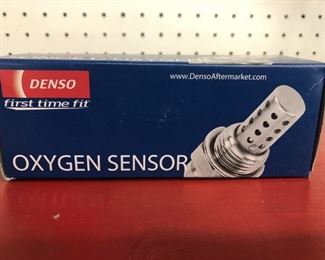 DENSO
first time fit®
www.DensoAftermarket.com
OXYGEN SENSOR